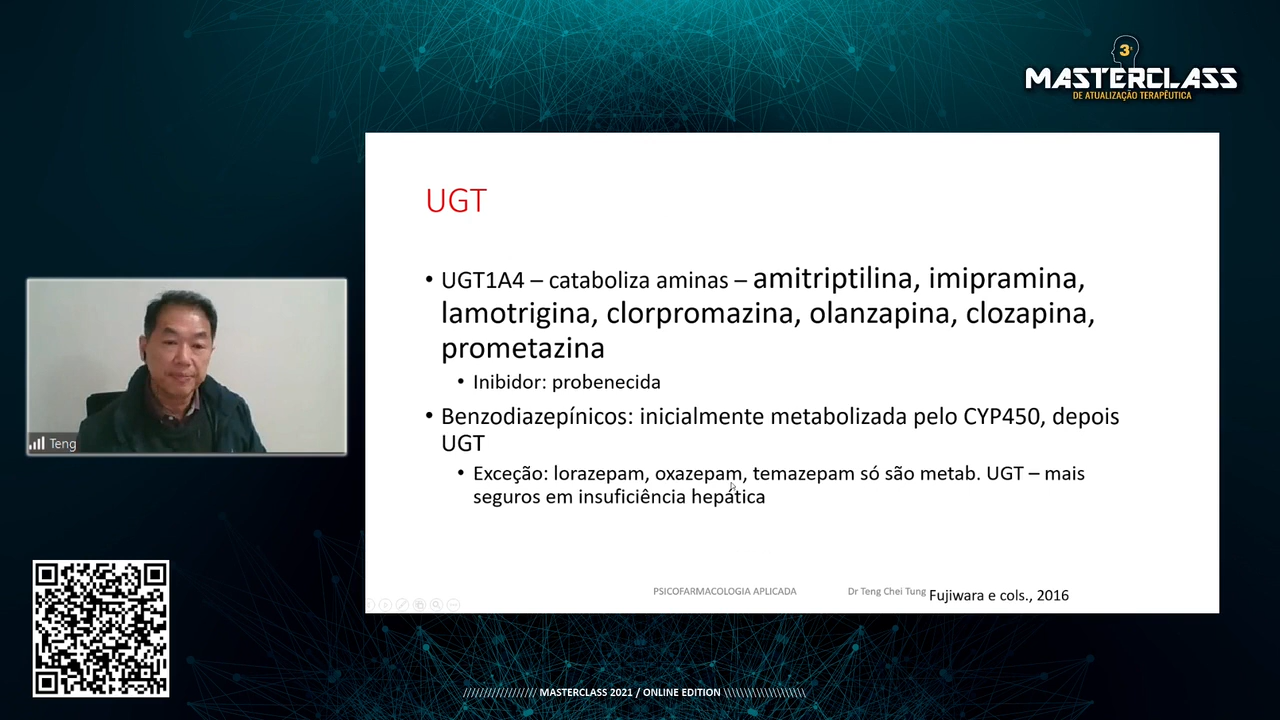 3ª
MASTERCLASS
DE ATUALIZAÇÃO TERAPÊUTICA
UGT
• UGT1A4 – cataboliza aminas – amitriptilina, imipramina,
lamotrigina, clorpromazina, olanzapina, clozapina,
prometazina
• Inibidor: probenecida
• Benzodiazepínicos: inicialmente metabolizada pelo CYP450, depois
UGT
• Exceção: lorazepam, oxazepam, temazepam só são metab. UGT – mais
seguros em insuficiência hepática
Teng
PSICOFARMACOLOGIA APLICADA
Dr Teng Chei Tung
Fujiwara e cols., 2016
/////////////////// MASTERCLASS 2021 / ONLINE EDITION \\\\\\\\\\\\\\\\\\\\